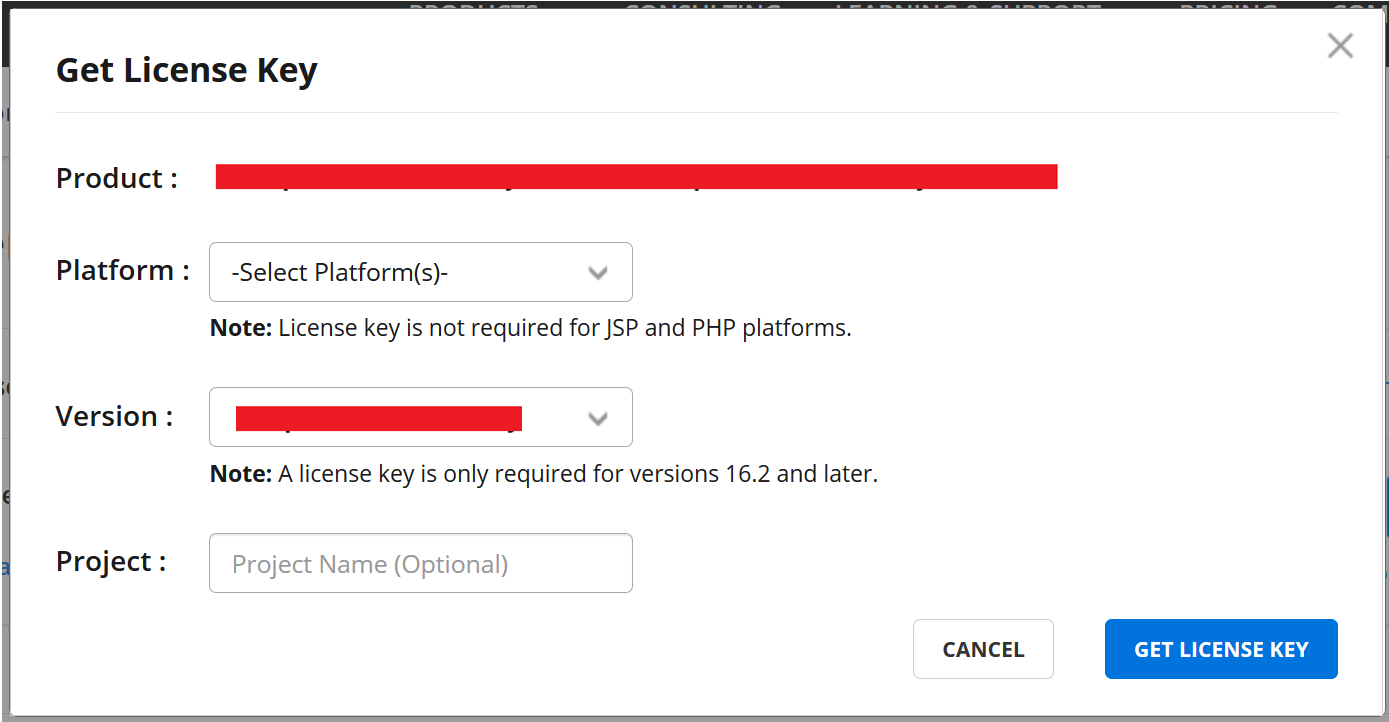 Get License Key
Product :
Platform :
-Select Platform(s)-
Note: License key is not required for JSP and PHP platforms.
Version :
Note: A license key is only required for versions 16.2 and later.
Project :
Project Name (Optional)
CANCEL
GET LICENSE KEY